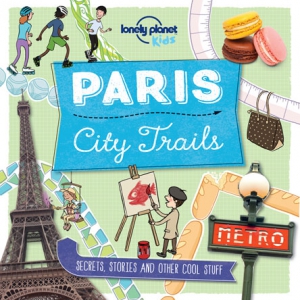 lonely planet
Kids
PARIS
City Trails
METRO
SECRETS, STORIES AND OTHER COOL STUFF